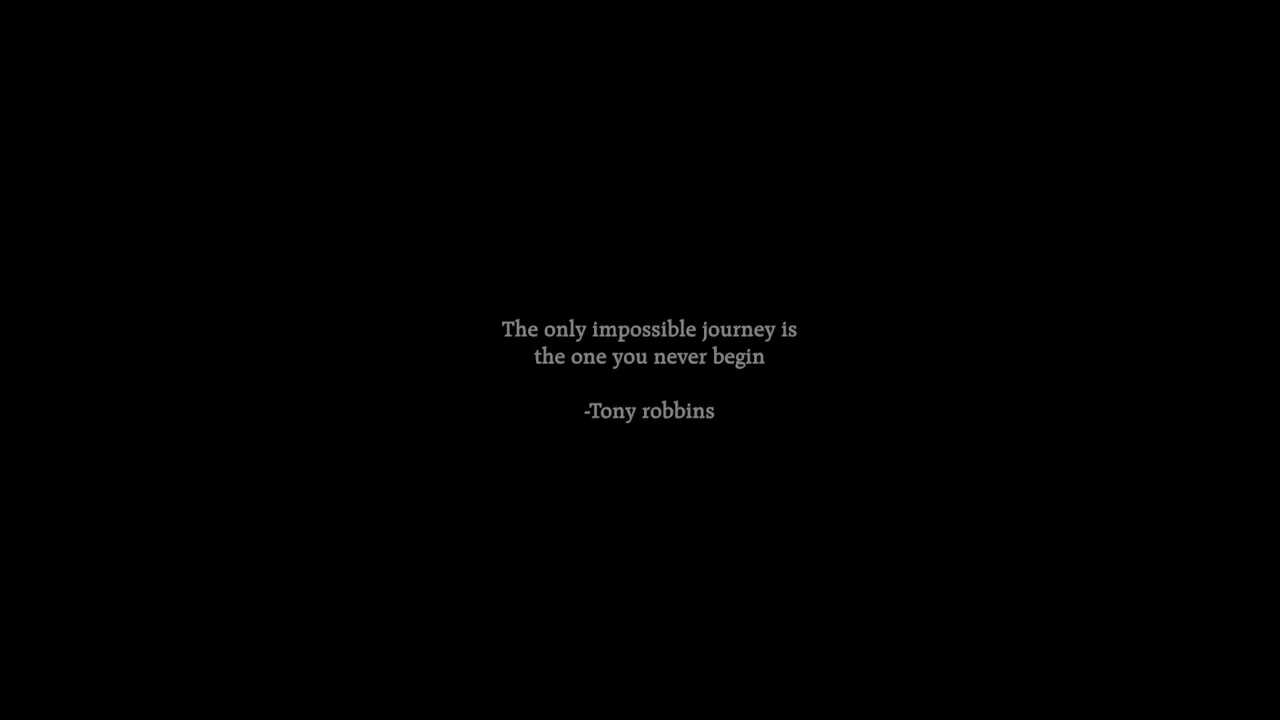 The only impossible journey is
the one you never begin
-Tony robbins